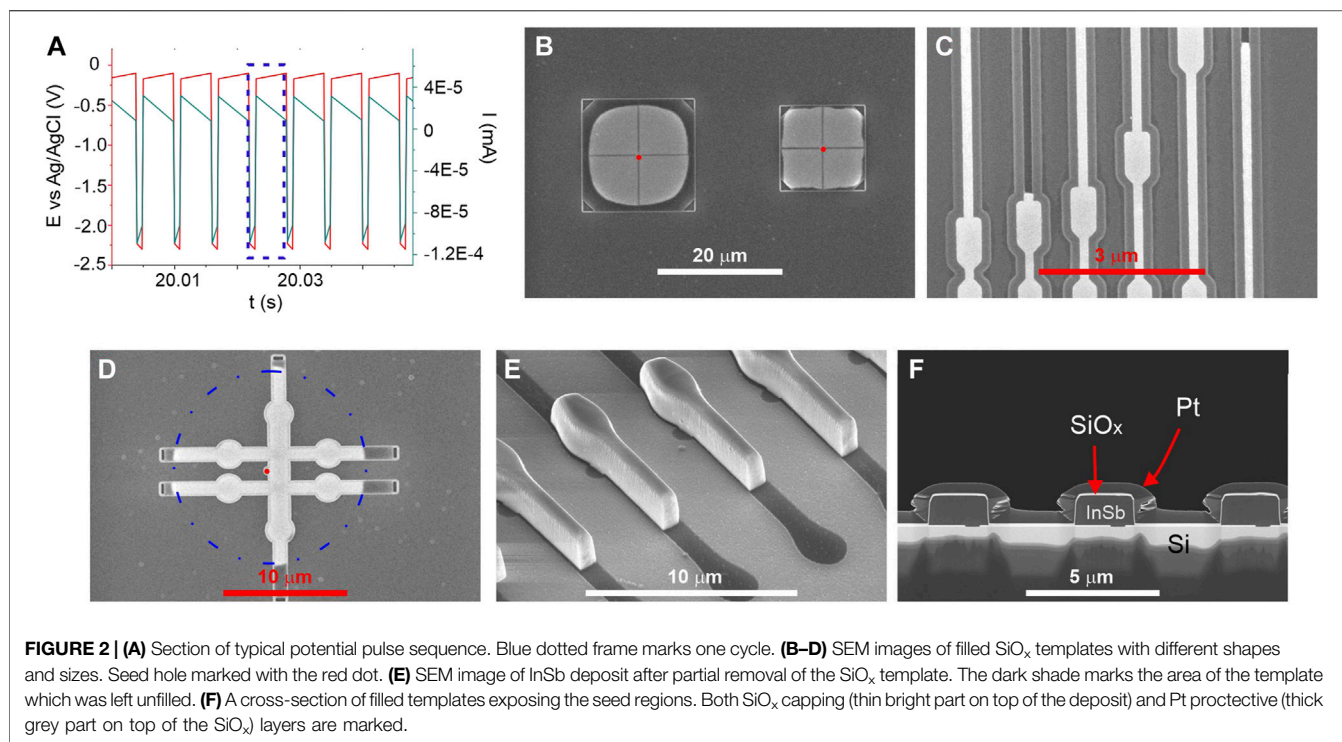 A
0
-0.5
-1.0
-1.5
-2.0
-2.5
E vs Ag/AgCl (V)
4E-5
0
-4E-5
-8E-5
-1.2E-4
I (mA)
20.01 20.03
t (s)
B
20 μm
C
3 μm
D
10 μm
E
10 μm
F
SiOx
Pt
InSb
Si
5 μm
FIGURE 2 | (A) Section of typical potential pulse sequence. Blue dotted frame marks one cycle. (B–D) SEM images of filled SiOx templates with different shapes
and sizes. Seed hole marked with the red dot. (E) SEM image of InSb deposit after partial removal of the SiOx template. The dark shade marks the area of the template
which was left unfilled. (F) A cross-section of filled templates exposing the seed regions. Both SiOx capping (thin bright part on top of the deposit) and Pt proctective (thick
grey part on top of the SiOx) layers are marked.